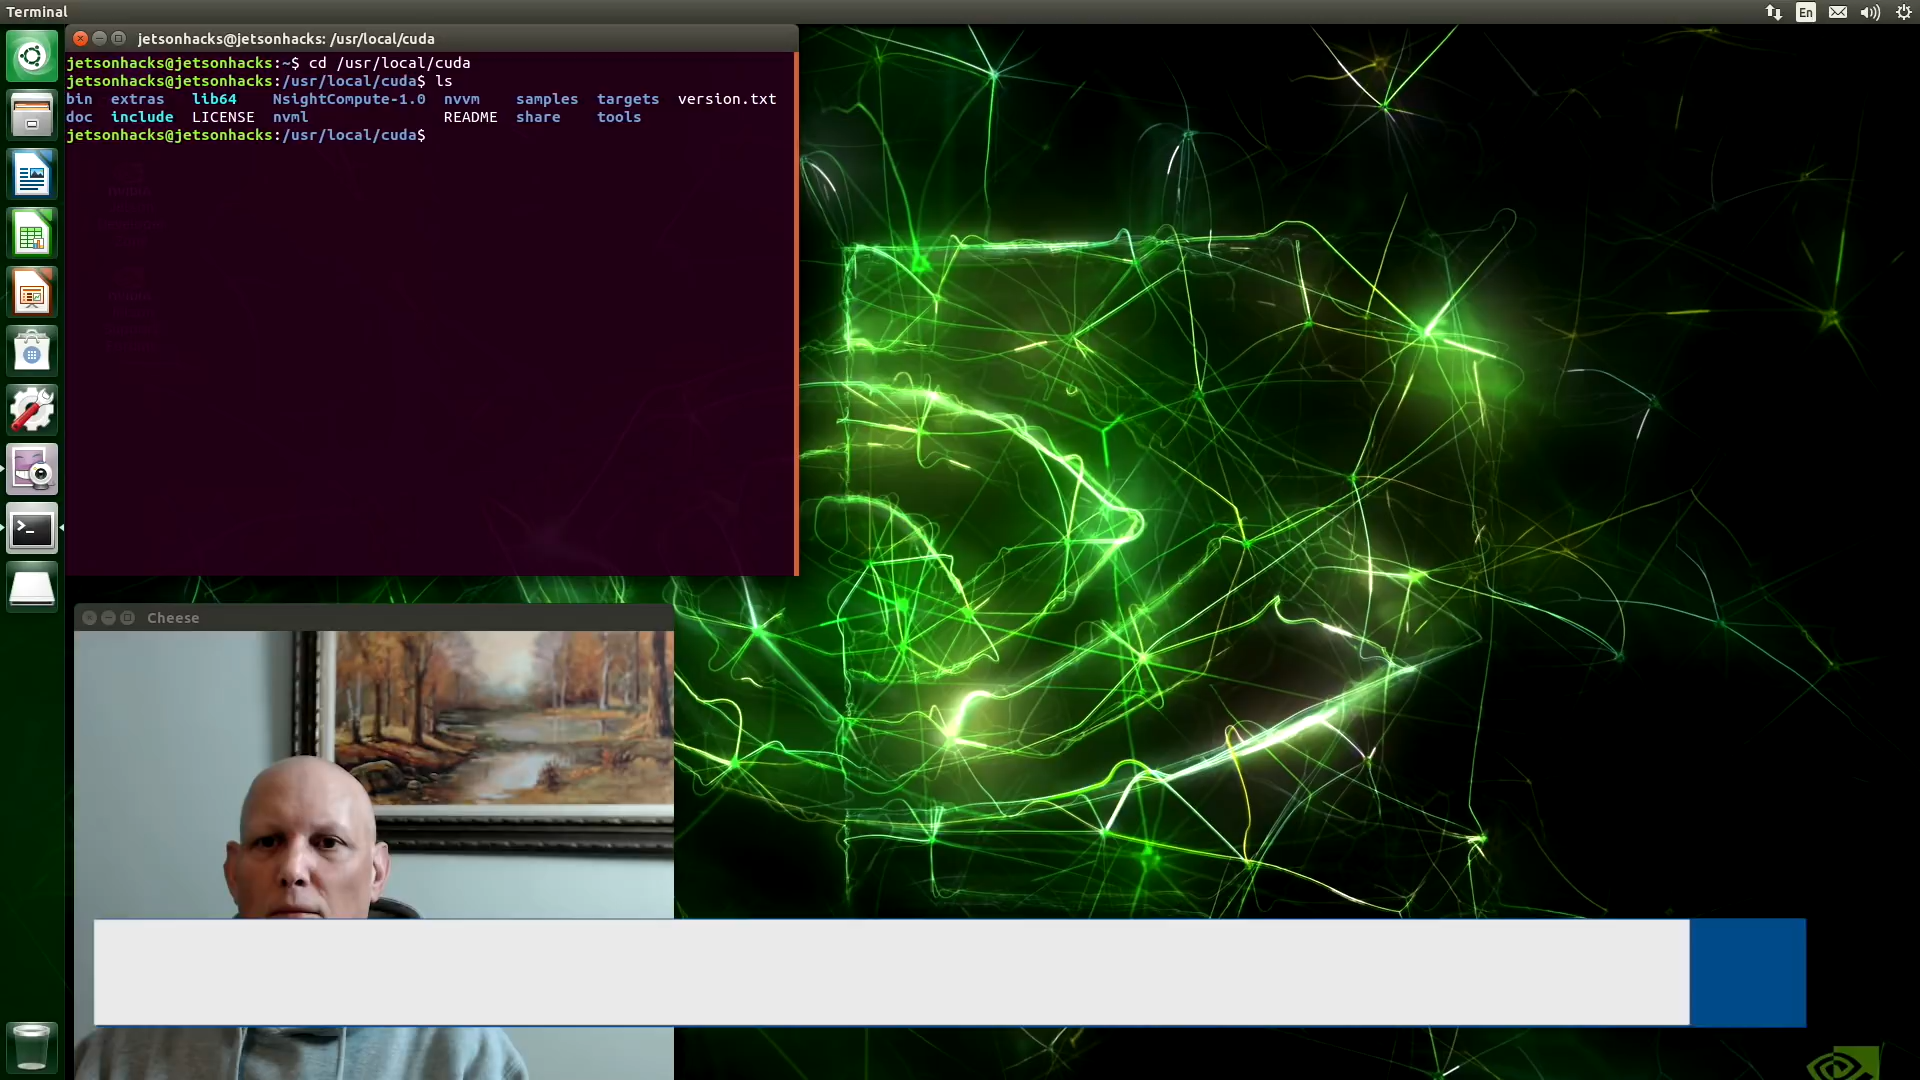 Terminal
En
jetsonhacks@jetsonhacks: /usr/local/cuda
jetsonhacks@jetsonhacks:~$ cd /usr/local/cuda
jetsonhacks@jetsonhacks:/usr/local/cuda$ ls
bin extras lib64 NsightCompute-1.0 nvvm samples targets version.txt
doc include LICENSE nvml README share tools
jetsonhacks@jetsonhacks:/usr/local/cuda$
Cheese